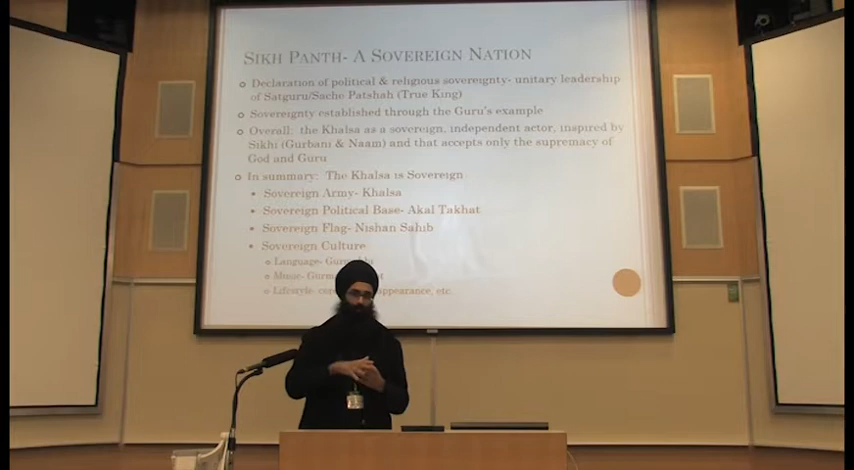 SIKH PANTH- A SOVEREIGN NATION
Declaration of political & religious sovereignty- unitary leadership
of Satguru/Sache Patshah (True King)
Sovereignty established through the Guru's example
Overall: the Khalsa as a sovereign, independent actor, inspired by
Sikhi (Gurbani & Naam) and that accepts only the supremacy of
God and Guru
In summary: The Khalsa is Sovereign
Sovereign Army- Khalsa
Sovereign Political Base- Akal Takhat
Sovereign Flag- Nishan Sahib
Sovereign Culture
Language-
Music-
Lifestyle- appearance, etc.